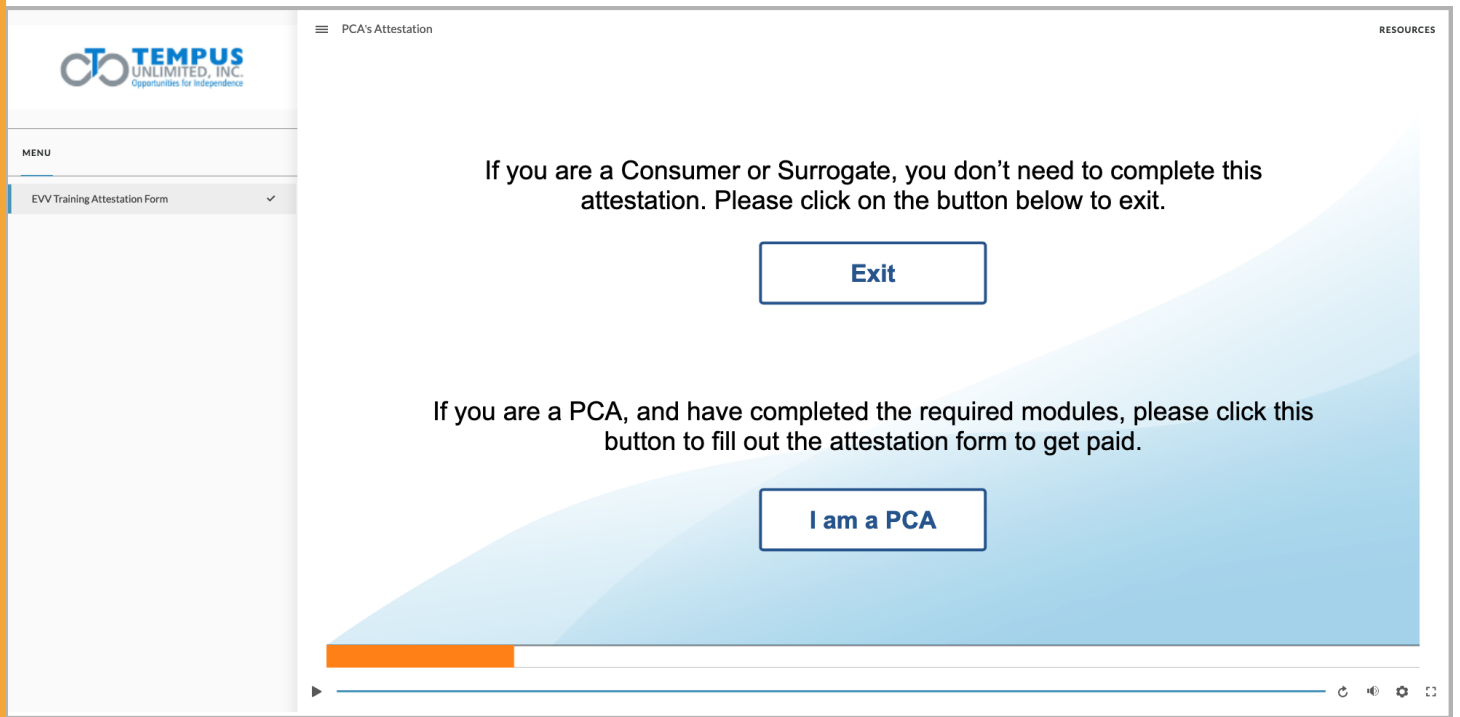 TEMPUS
UNLIMITED, INC.
Opportunities for Independence
MENU
EVV Training Attestation Form
PCA's Attestation
RESOURCES
If you are a Consumer or Surrogate, you don’t need to complete this
attestation. Please click on the button below to exit.
Exit
If you are a PCA, and have completed the required modules, please click this
button to fill out the attestation form to get paid.
I am a PCA